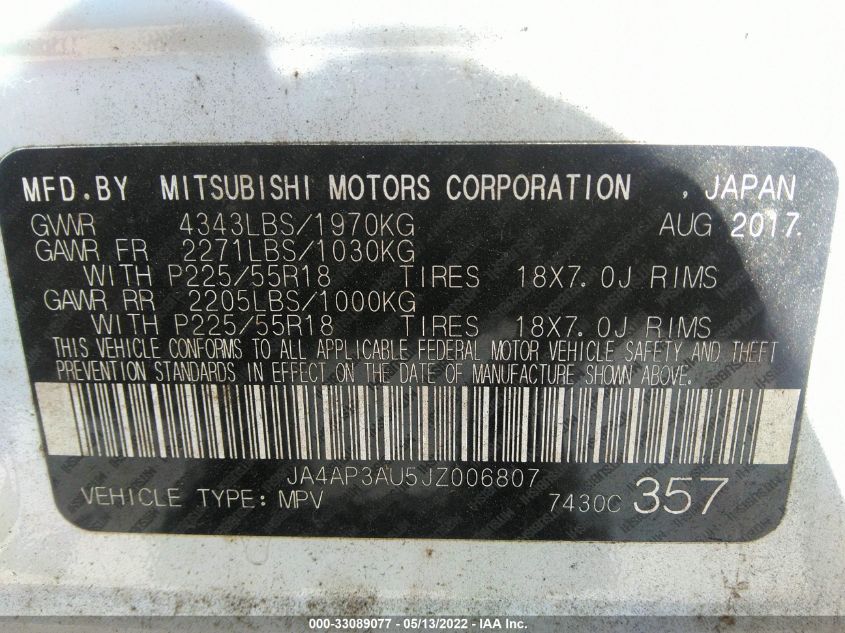 MFD.BY MITSUBISHI MOTORS CORPORATION , JAPAN
GVWR 4343LBS/1970KG AUG 2017
GAWR FR 2271LBS/1030KG
WITH P225/55R18 TIRES 18X7.0J RIMS
GAWR RR 2205LBS/1000KG
WITH P225/55R18 TIRES 18X7.0J RIMS
THIS VEHICLE CONFORMS TO ALL APPLICABLE FEDERAL MOTOR VEHICLE SAFETY AND THEFT
PREVENTION STANDARDS IN EFFECT ON THE DATE OF MANUFACTURE SHOWN ABOVE.
JA4AP3AU5JZ006807
VEHICLE TYPE: MPV 7430C 357
000-33089077 - 05/13/2022 - IAA Inc.